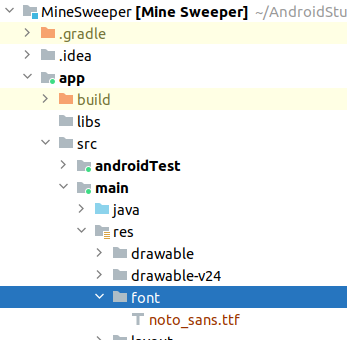 MineSweeper [Mine Sweeper] ~/AndroidStu
.gradle
.idea
app
build
libs
src
androidTest
main
java
res
drawable
drawable-v24
font
noto_sans.ttf